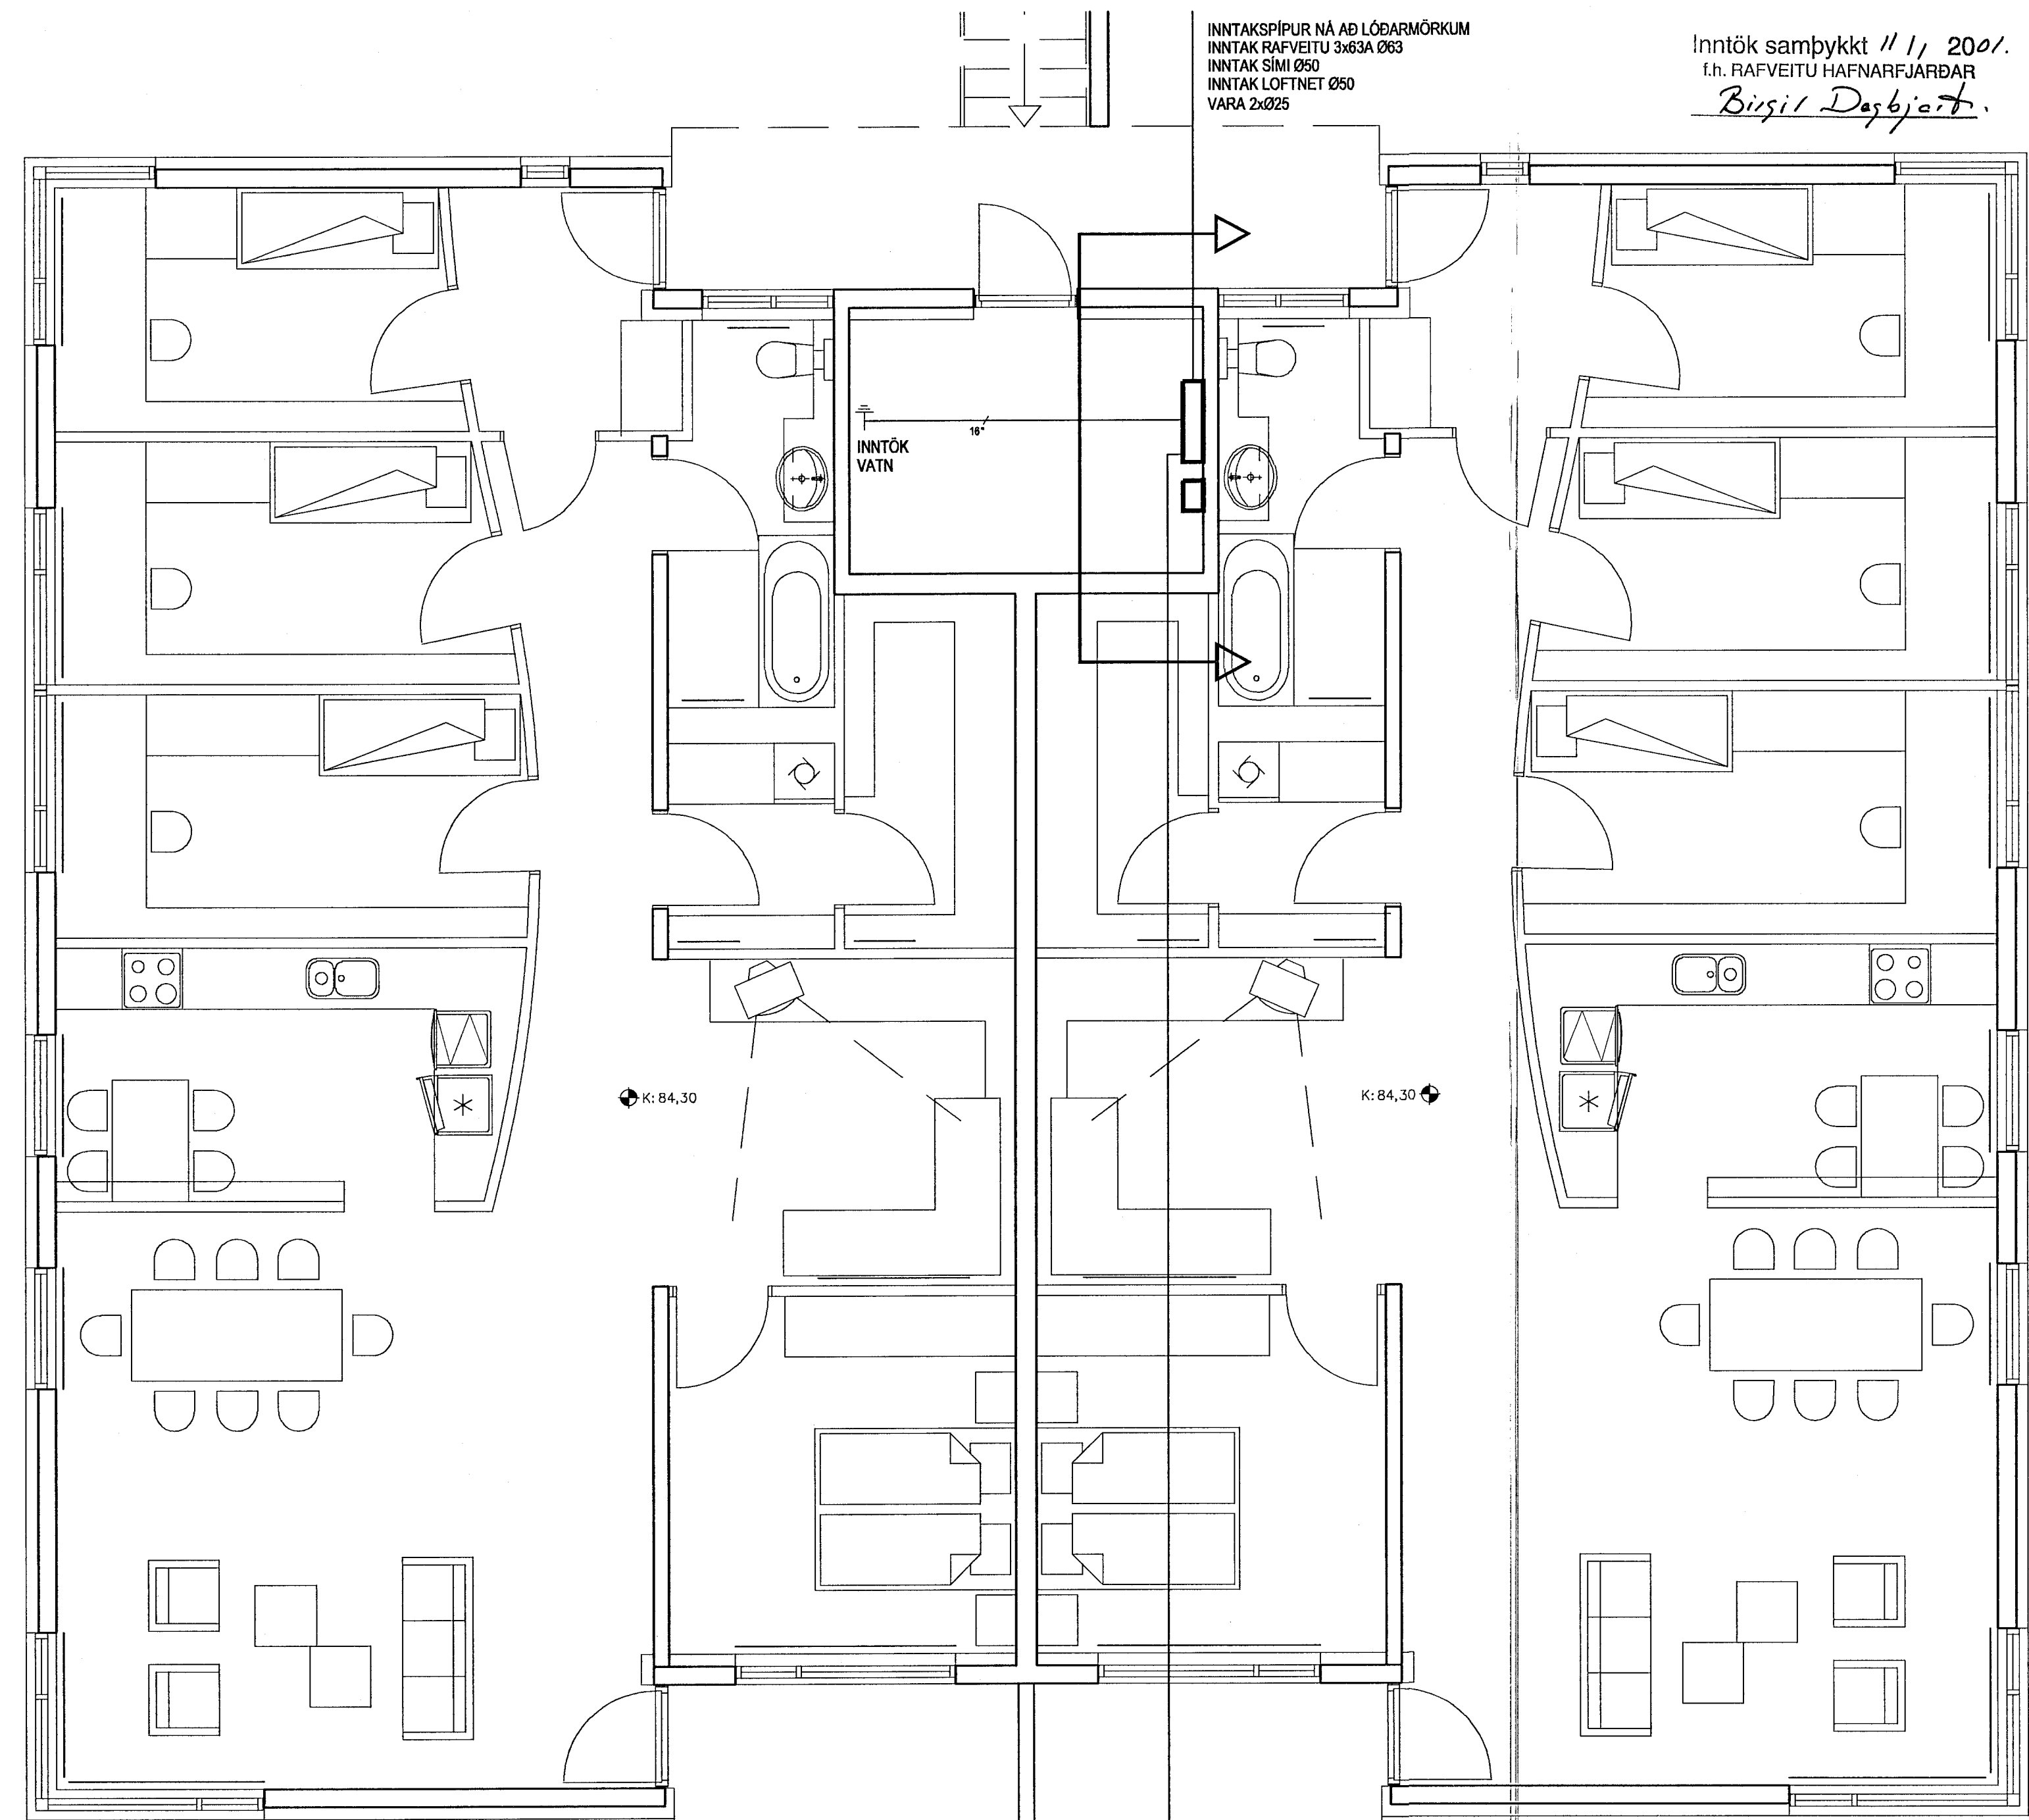 INNTAKSPÍPUR NÁ AÐ LÓÐARMÖRKUM
INNTAK RAFVEITU 3x63A Ø63
INNTAK SÍMI Ø50
INNTAK LOFTNET Ø50
VARA 2xØ25
Inntök samþykkt 11/1, 2001.
f.h. RAFVEITU HAFNARFJARÐAR
16"
INNTÖK
VATN
K: 84,30
K: 84,30